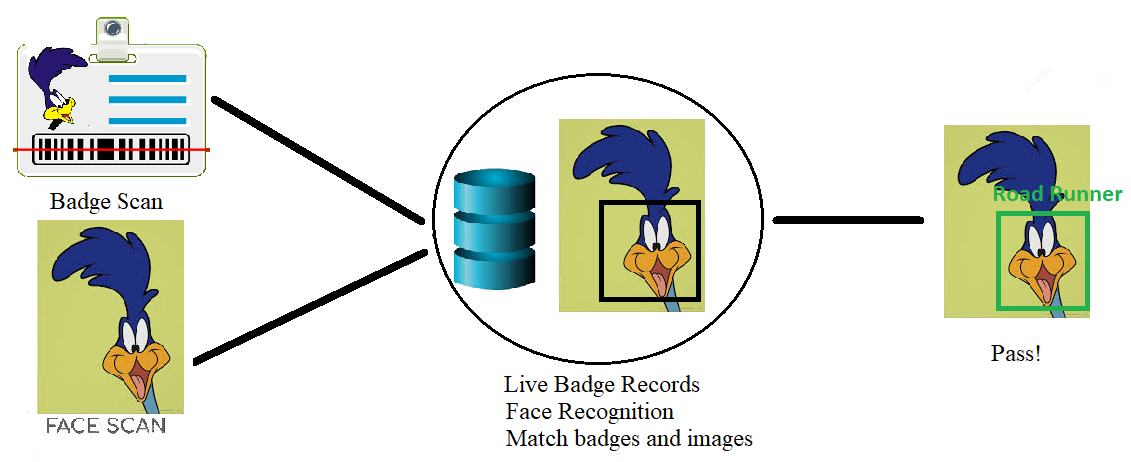 Badge Scan
FACE SCAN
Live Badge Records
Face Recognition
Match badges and images
Road Runner
Pass!